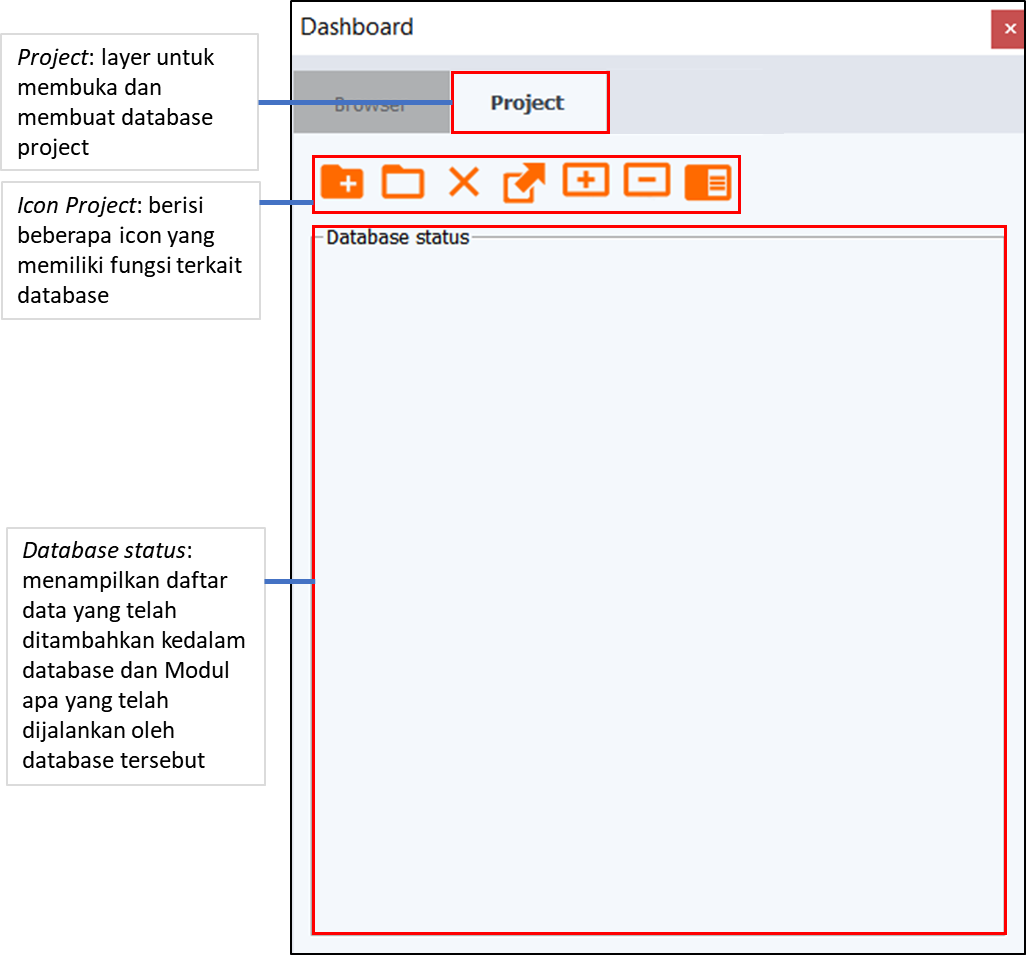 Dashboard
Browser
Project
Database status
Project: layer untuk
membuka dan
membuat database
project
Icon Project: berisi
beberapa icon yang
memiliki fungsi terkait
database
Database status:
menampilkan daftar
data yang telah
ditambahkan kedalam
database dan Modul
apa yang telah
dijalankan oleh
database tersebut